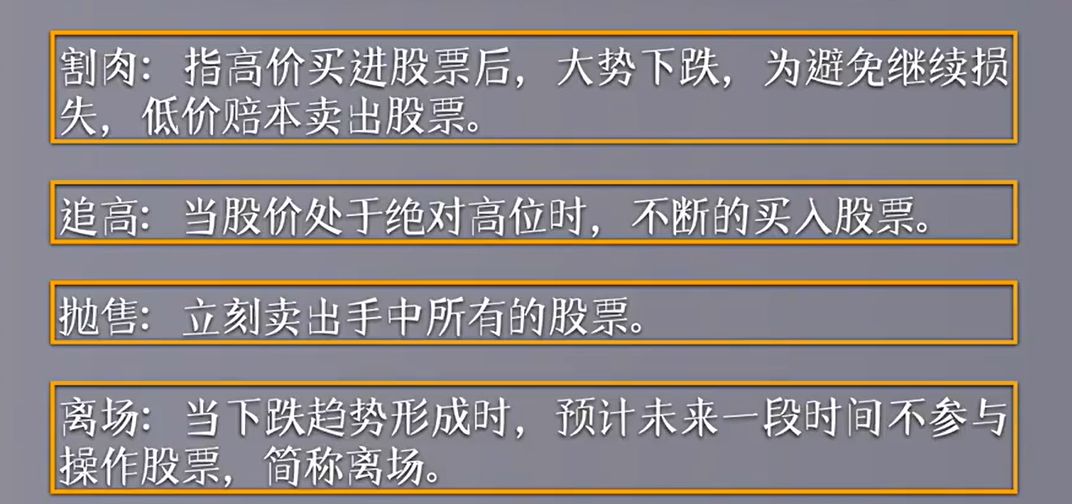 割肉：指高价买进股票后，大势下跌，为避免继续损
失，低价赔本卖出股票。
追高：当股价处于绝对高位时，不断的买入股票。
抛售：立刻卖出手中所有的股票。
离场：当下跌趋势形成时，预计未来一段时间不参与
操作股票，简称离场。